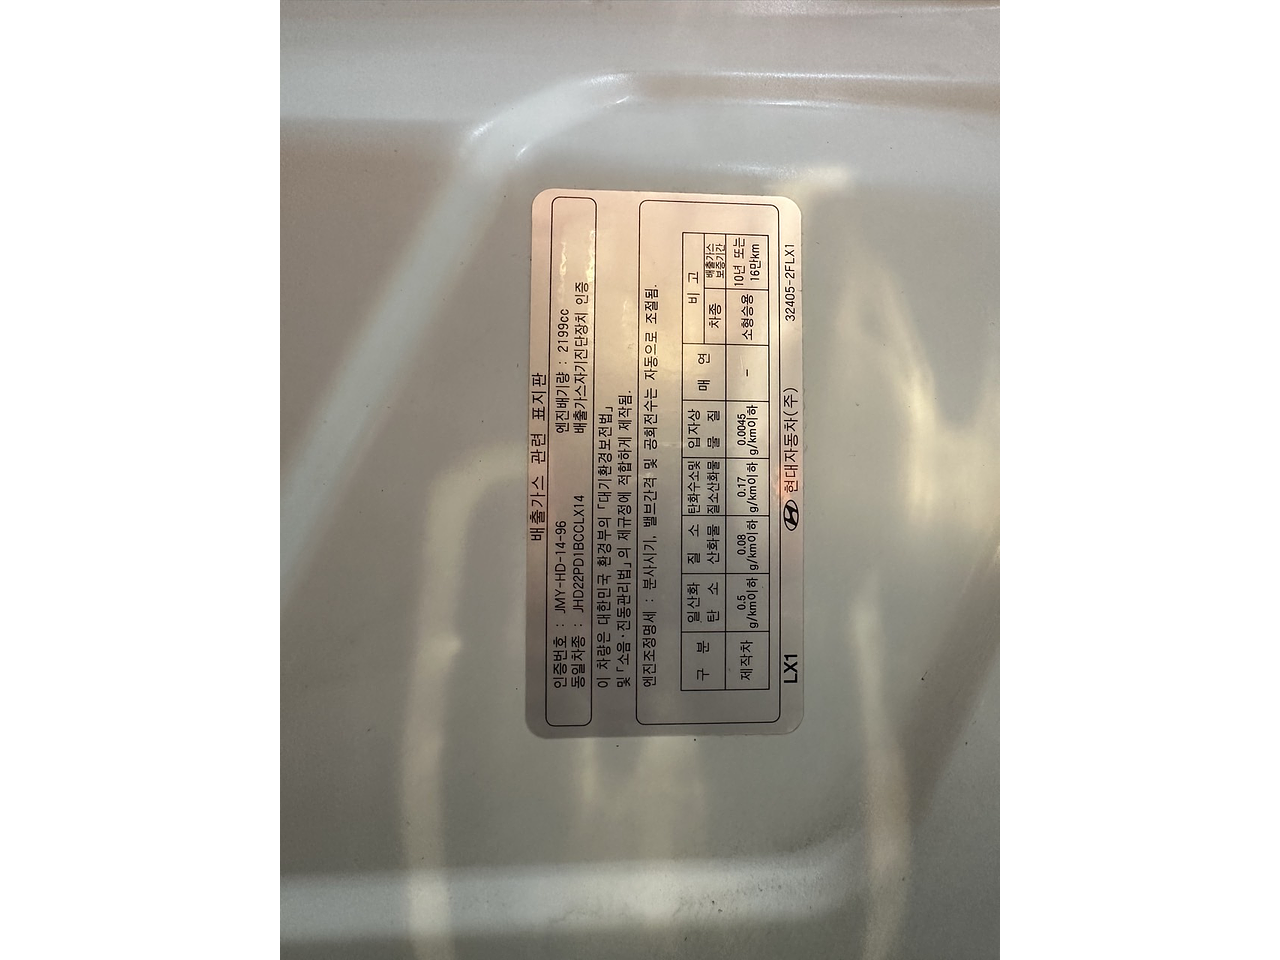 배출가스 관련 표지판
인증번호 : JMY-HD-14-96 엔진배기량 : 2199cc
동일차종 : JHD22PD1BCCLX14 배출가스자기진단장치 인증
이 차량은 대한민국 환경부의 「대기환경보전법」
및 「소음·진동관리법」의 제규정에 적합하게 제작됨.
엔진조정명세 : 분사시기, 밸브간격 및 공회전수는 자동으로 조절됨.
구 분 일산화탄 소 질 소산화물 탄화수소및질소산화물 입자상물 질 매 연 비 고
차종 배출가스보증기간
제작차 0.5 g/km이하 0.08 g/km이하 0.17 g/km이하 0.0045 g/km이하 - 소형승용 10년 또는 16만km
LX1 현대자동차(주) 32405-2FLX1